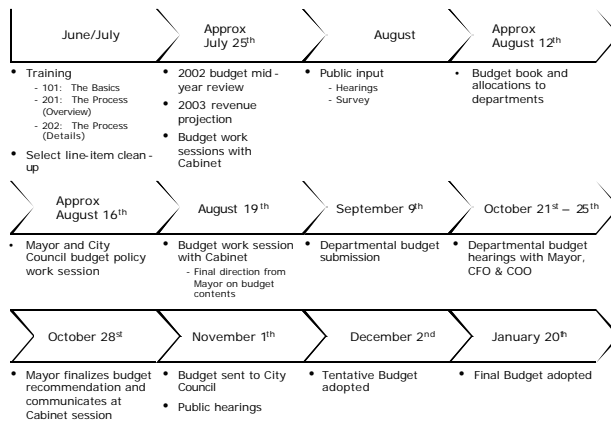 June/July
Approx
July 25th
August
Approx
August 12th
• Training
- 101: The Basics
- 201: The Process
(Overview)
- 202: The Process
(Details)
• Select line-item clean-
up
• 2002 budget mid-
year review
• 2003 revenue
projection
• Budget work
sessions with
Cabinet
• Public input
- Hearings
- Survey
• Budget book and
allocations to
departments
Approx
August 16th
August 19th
September 9th
October 21st – 25th
• Mayor and City
Council budget policy
work session
• Budget work session
with Cabinet
- Final direction from
Mayor on budget
contents
• Departmental budget
submission
• Departmental budget
hearings with Mayor,
CFO & COO
October 28st
November 1th
December 2nd
January 20th
• Mayor finalizes budget
recommendation and
communicates at
Cabinet session
• Budget sent to City
Council
• Public hearings
• Tentative Budget
adopted
• Final Budget adopted